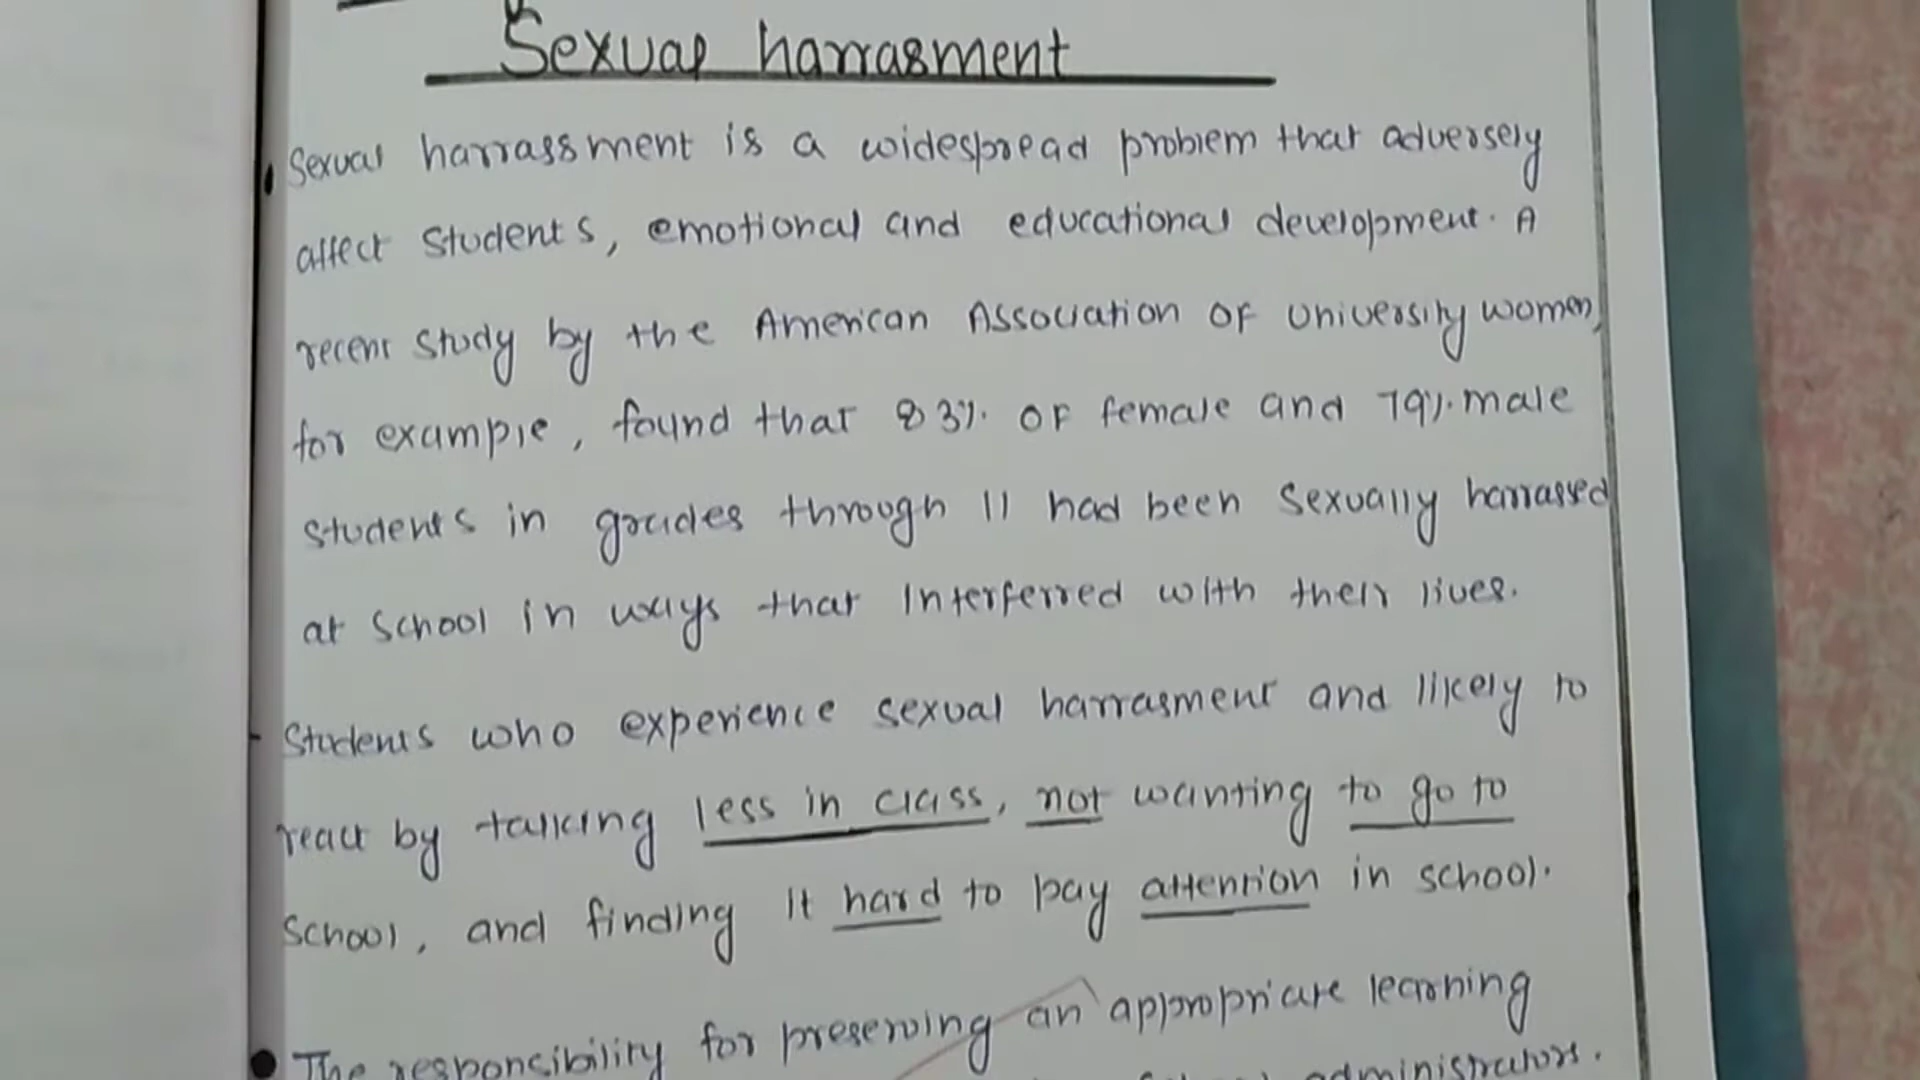 Sexual harrasment
Sexual harrassment is a widespread problem that adversely
affect students, emotional and educational development. A
recent study by the American Association of University women,
for example, found that 83% of female and 79% male
students in grades through 11 had been sexually harrassed
at school in ways that interferred with their lives.
- Students who experience sexual harrasment and likely to
react by talking less in class, not wanting to go to
school, and finding it hard to pay attention in school.
• The responsibility for preserving an appropriate learning
administrators.